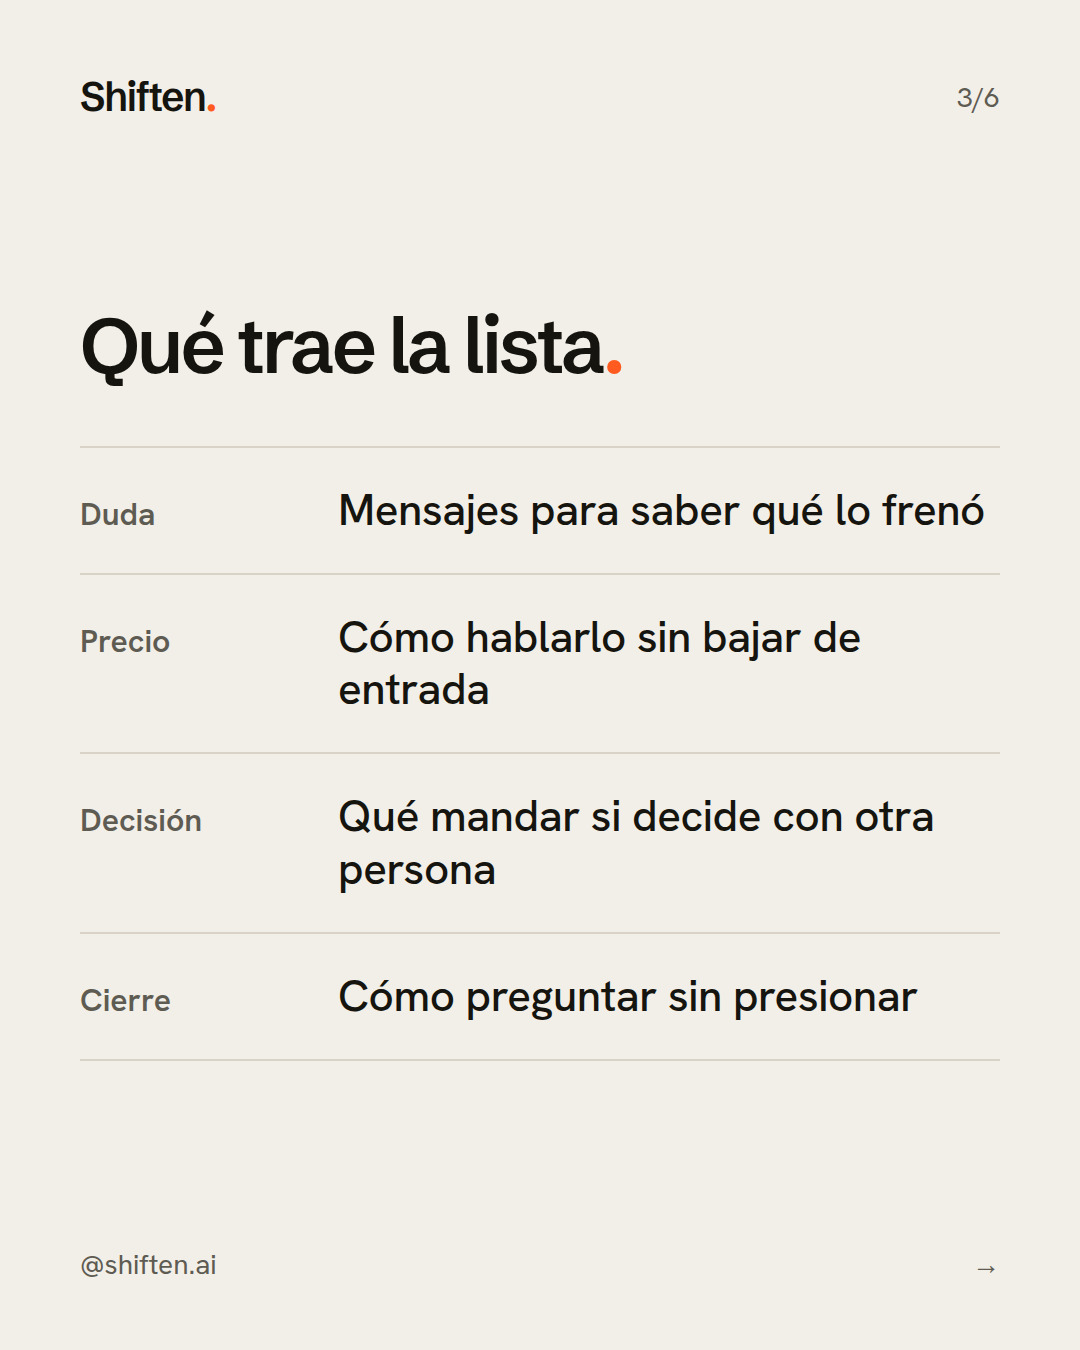 Shiften.
3/6
Qué trae la lista.
Duda
Mensajes para saber qué lo frenó
Precio
Cómo hablarlo sin bajar de
entrada
Decisión
Qué mandar si decide con otra
persona
Cierre
Cómo preguntar sin presionar
@shiften.ai
→